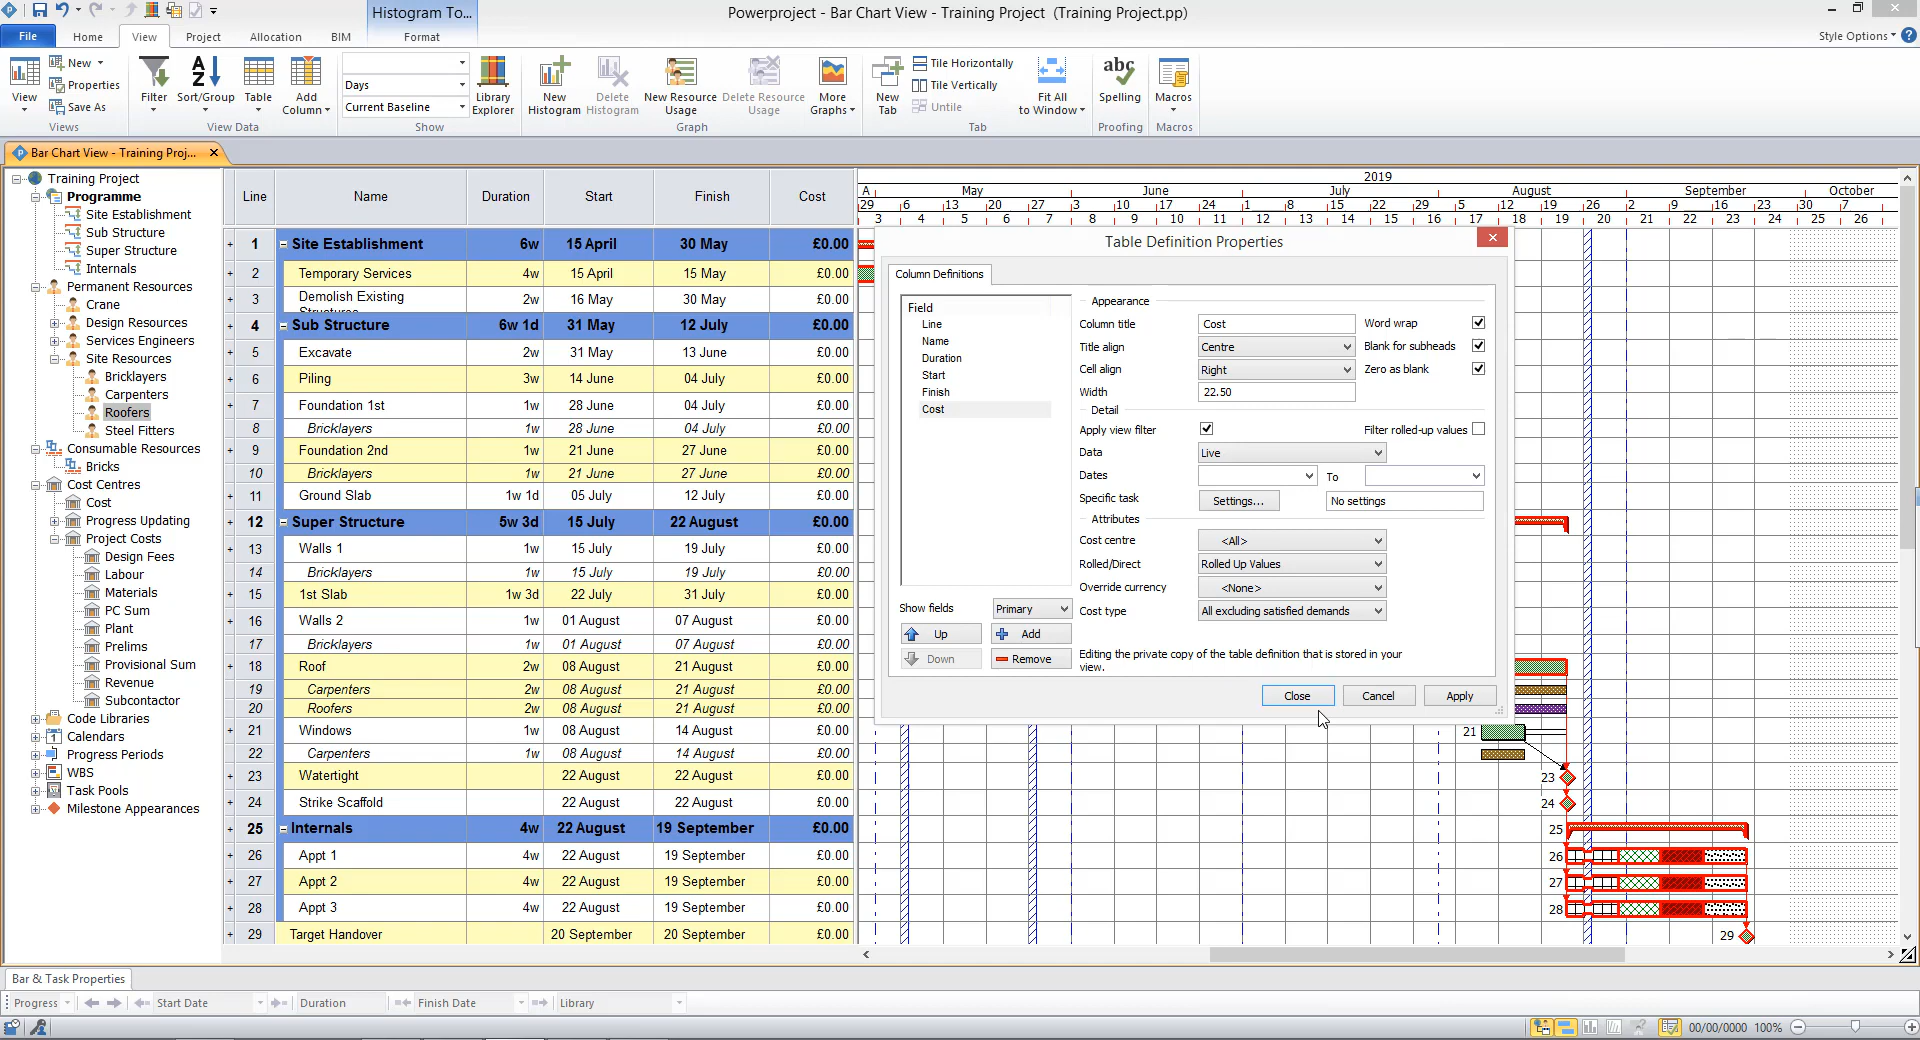 Histogram To...
Powerproject - Bar Chart View - Training Project (Training Project.pp)
File Home View Project Allocation BIM Format Style Options
New
Properties
Save As
View
Views
Filter
Sort/Group
Table
Add Column
View Data
Days
Current Baseline
Library Explorer
Show
New Histogram
Delete Histogram
New Resource Usage
Delete Resource Usage
More Graphs
Graph
New Tab
Tile Horizontally
Tile Vertically
Untile
Fit All to Window
Tab
abc
Spelling
Proofing
Macros
Macros
Bar Chart View - Training Proj...
Training Project
Programme
Site Establishment
Sub Structure
Super Structure
Internals
Permanent Resources
Crane
Design Resources
Services Engineers
Site Resources
Bricklayers
Carpenters
Roofers
Steel Fitters
Consumable Resources
Bricks
Cost Centres
Cost
Progress Updating
Project Costs
Design Fees
Labour
Materials
PC Sum
Plant
Prelims
Provisional Sum
Revenue
Subcontactor
Code Libraries
Calendars
Progress Periods
WBS
Task Pools
Milestone Appearances
Line Name Duration Start Finish Cost
1 Site Establishment 6w 15 April 30 May £0.00
2 Temporary Services 4w 15 April 15 May £0.00
3 Demolish Existing 2w 16 May 30 May £0.00
Structures
4 Sub Structure 6w 1d 31 May 12 July £0.00
5 Excavate 2w 31 May 13 June £0.00
6 Piling 3w 14 June 04 July £0.00
7 Foundation 1st 1w 28 June 04 July £0.00
8 Bricklayers 1w 28 June 04 July £0.00
9 Foundation 2nd 1w 21 June 27 June £0.00
10 Bricklayers 1w 21 June 27 June £0.00
11 Ground Slab 1w 1d 05 July 12 July £0.00
12 Super Structure 5w 3d 15 July 22 August £0.00
13 Walls 1 1w 15 July 19 July £0.00
14 Bricklayers 1w 15 July 19 July £0.00
15 1st Slab 1w 3d 22 July 31 July £0.00
16 Walls 2 1w 01 August 07 August £0.00
17 Bricklayers 1w 01 August 07 August £0.00
18 Roof 2w 08 August 21 August £0.00
19 Carpenters 2w 08 August 21 August £0.00
20 Roofers 2w 08 August 21 August £0.00
21 Windows 1w 08 August 14 August £0.00
22 Carpenters 1w 08 August 14 August £0.00
23 Watertight 22 August 22 August £0.00
24 Strike Scaffold 22 August 22 August £0.00
25 Internals 4w 22 August 19 September £0.00
26 Appt 1 4w 22 August 19 September £0.00
27 Appt 2 4w 22 August 19 September £0.00
28 Appt 3 4w 22 August 19 September £0.00
29 Target Handover 20 September 20 September £0.00
2019
A May June July August September October
29 6 13 20 27 3 10 17 24 1 8 15 22 29 5 12 19 26 2 9 16 23 30 7
3 4 5 6 7 8 9 10 11 12 13 14 15 16 17 18 19 20 21 22 23 24 25 26
Table Definition Properties
Column Definitions
Field
Line
Name
Duration
Start
Finish
Cost
Show fields Primary
Up Add
Down Remove
Appearance
Column title Cost Word wrap
Title align Centre Blank for subheads
Cell align Right Zero as blank
Width 22.50
Detail
Apply view filter Filter rolled-up values
Data Live
Dates To
Specific task Settings... No settings
Attributes
Cost centre <All>
Rolled/Direct Rolled Up Values
Override currency <None>
Cost type All excluding satisfied demands
Editing the private copy of the table definition that is stored in your
view.
Close Cancel Apply
21
23
24
25
26
27
28
29
Bar & Task Properties
Progress Start Date Duration Finish Date Library
00/00/0000 100%